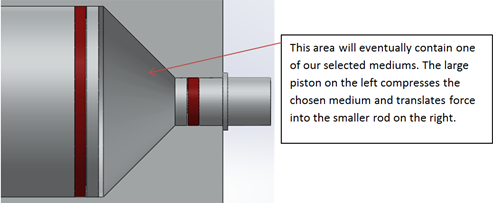 This area will eventually contain one
of our selected mediums. The large
piston on the left compresses the
chosen medium and translates force
into the smaller rod on the right.